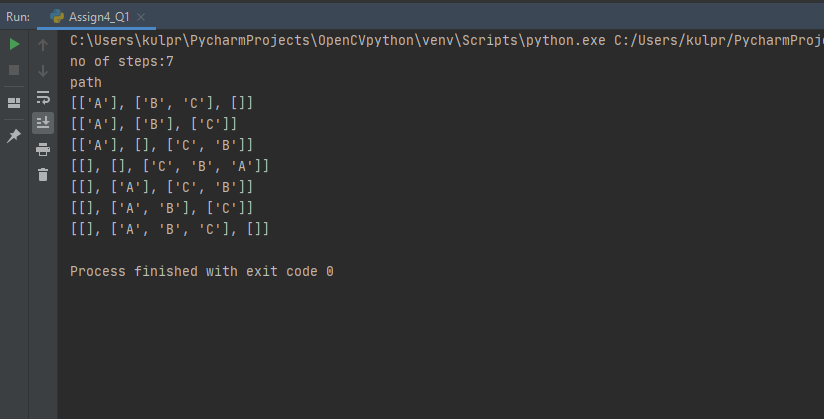 Run: Assign4_Q1 ×
C:\Users\kulpr\PycharmProjects\OpenCVpython\venv\Scripts\python.exe C:/Users/kulpr/PycharmProj
no of steps:7
path
[['A'], ['B', 'C'], []]
[['A'], ['B'], ['C']]
[['A'], [], ['C', 'B']]
[[], [], ['C', 'B', 'A']]
[[], ['A'], ['C', 'B']]
[[], ['A', 'B'], ['C']]
[[], ['A', 'B', 'C'], []]
Process finished with exit code 0